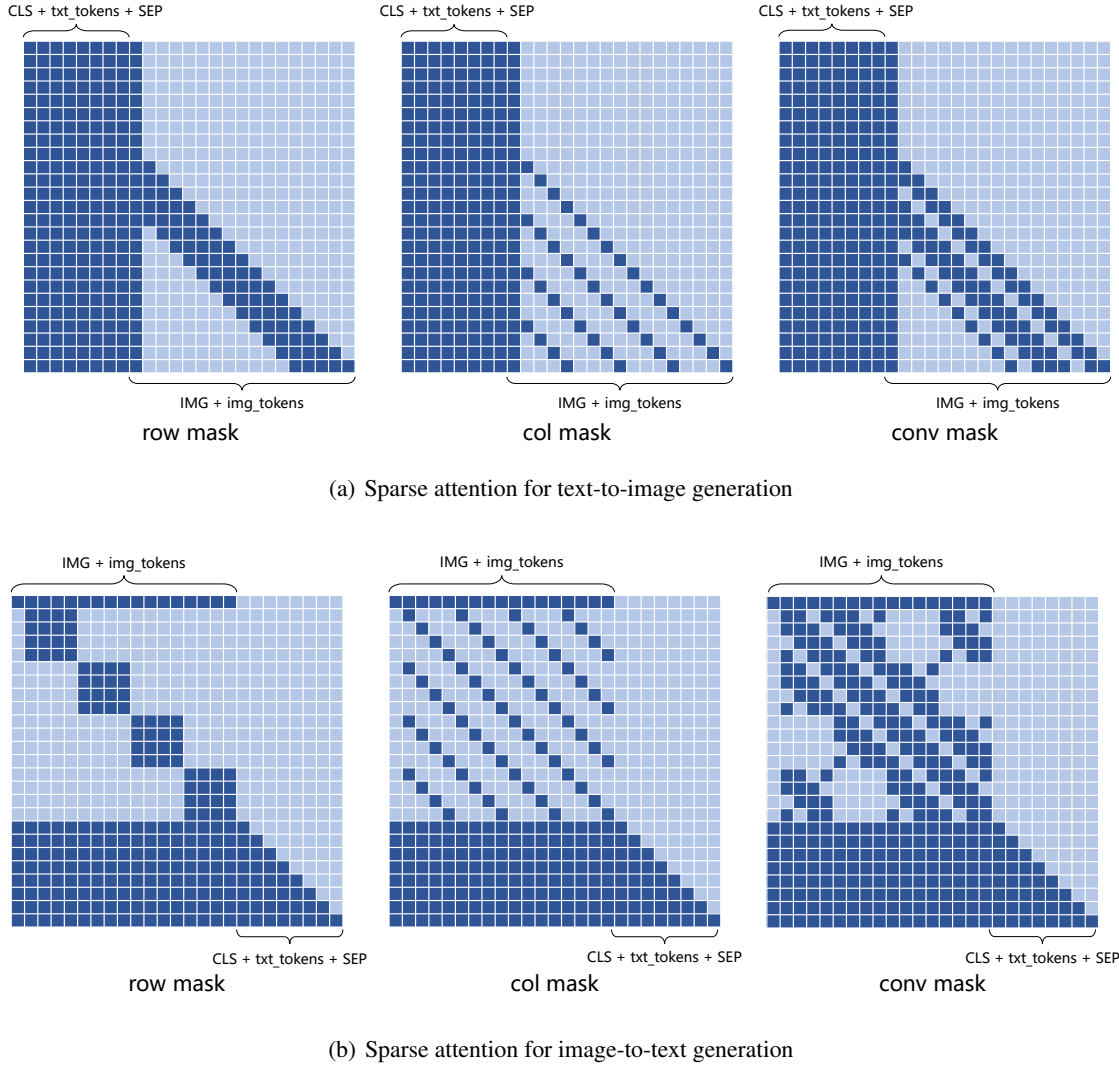 CLS + txt_tokens + SEP
CLS + txt_tokens + SEP
CLS + txt_tokens + SEP
IMG + img_tokens
IMG + img_tokens
IMG + img_tokens
row mask
col mask
conv mask
(a) Sparse attention for text-to-image generation
IMG + img_tokens
IMG + img_tokens
IMG + img_tokens
CLS + txt_tokens + SEP
CLS + txt_tokens + SEP
CLS + txt_tokens + SEP
row mask
col mask
conv mask
(b) Sparse attention for image-to-text generation